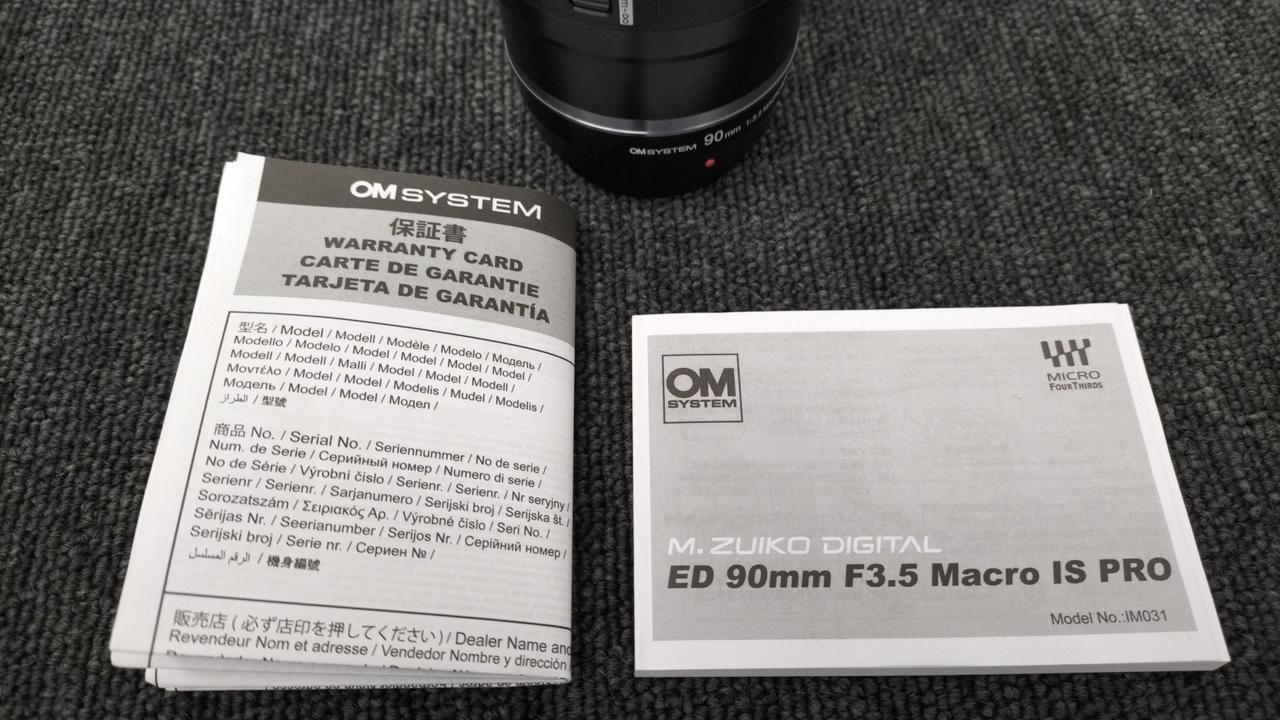 m-∞
OM SYSTEM 90mm 1:3.5 MAC
OM SYSTEM
保証書
WARRANTY CARD
CARTE DE GARANTIE
TARJETA DE GARANTÍA
型名 / Model / Modell / Modèle / Modelo / Модель /
Modello / Modelo / Model / Model / Model / Model /
Modell / Modell / Malli / Model / Model / Modell /
Μοντέλο / Model / Model / Modelis / Mudel / Modelis /
Модель / Model / Model / Модел /
الطراز / 型號
商品 No. / Serial No. / Seriennummer / No de serie /
Num. de Serie / Серийный номер / Numero di serie /
No de Série / Výrobní číslo / Serienr. / Serienr. / Nr seryjny /
Serienr / Serienr. / Sarjanumero / Serijski broj / Serijska št. /
Sorozatszám / Σειριακός Αρ. / Výrobné číslo / Seri No. /
Sērijas Nr. / Seerianumber / Serijos Nr. / Серійний номер /
Serijski broj / Serie nr. / Сериен № /
الرقم المسلسل / 機身編號
販売店 ( 必ず店印を押してください ) / Dealer Name and
Revendeur Nom et adresse / Vendedor Nombre y dirección
OM
SYSTEM
MICRO
FOURTHIRDS
M. ZUIKO DIGITAL
ED 90mm F3.5 Macro IS PRO
Model No.:IM031